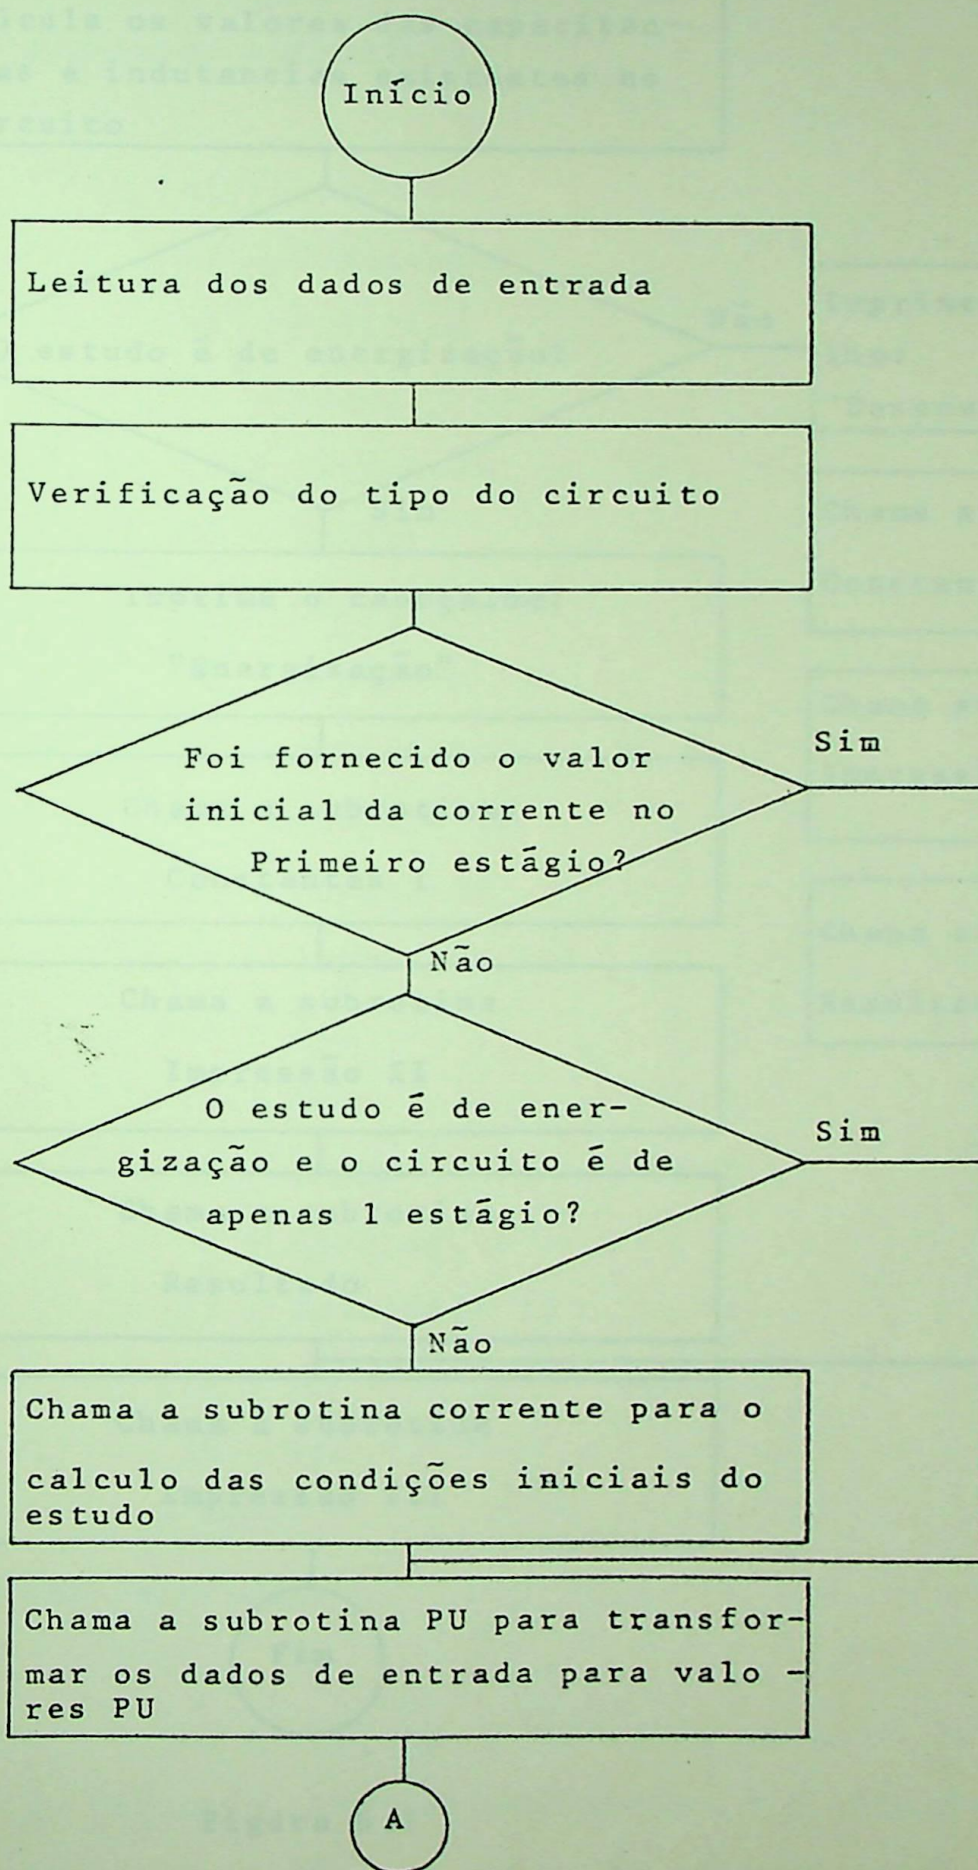 Início
Leitura dos dados de entrada
Verificação do tipo do circuito
Foi fornecido o valor
inicial da corrente no
Primeiro estágio?
Sim
Não
O estudo é de ener-
gização e o circuito é de
apenas 1 estágio?
Sim
Não
Chama a subrotina corrente para o
calculo das condições iniciais do
estudo
Chama a subrotina PU para transfor-
mar os dados de entrada para valo -
res PU
A